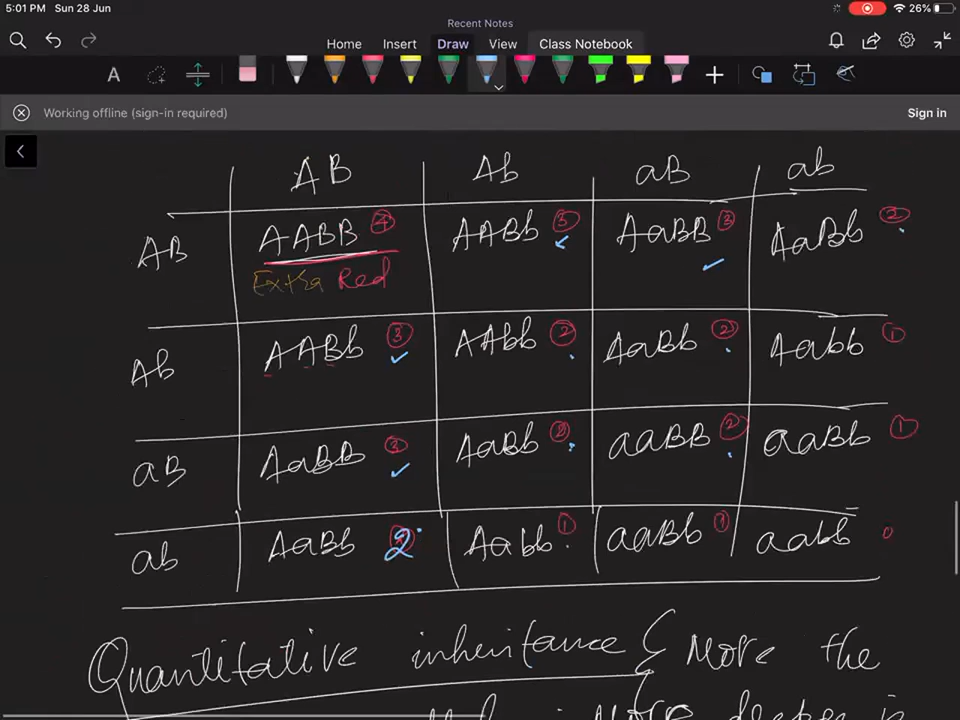 5:01 PM Sun 28 Jun 26%
Recent Notes
Home Insert Draw View Class Notebook
A
Working offline (sign-in required) Sign in
AB Ab aB ab
AB AABB 4 AABb 3 AaBB 3 AaBb 2
Extra Red
Ab AABb 3 AAbb 2 AaBb 2 Aabb 1
aB AaBB 3 AaBb 2 aaBB 2 aaBb 1
ab AaBb 2 Aabb 1 aaBb 1 aabb 0
Quantitative inheritance { More the
more deeper is